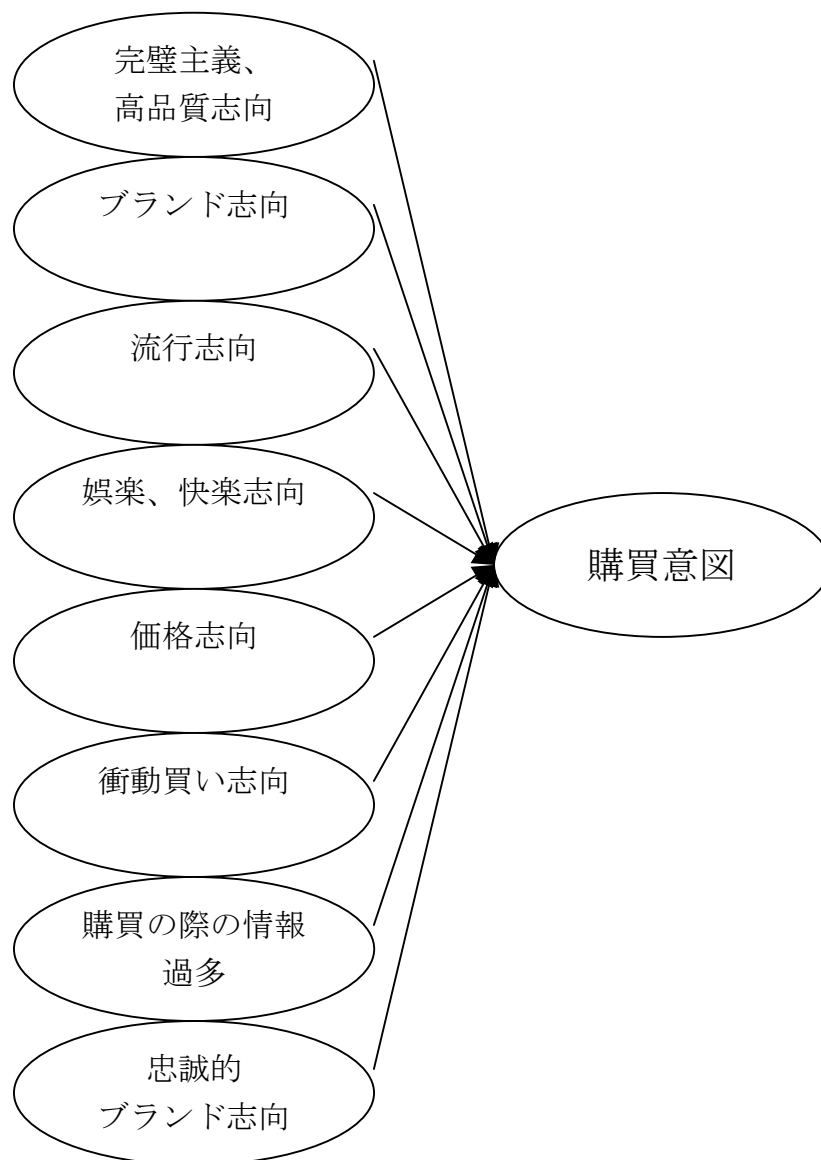 完璧主義、
高品質志向
ブランド志向
流行志向
娯楽、快楽志向
価格志向
衝動買い志向
購買の際の情報
過多
忠誠的
ブランド志向
購買意図